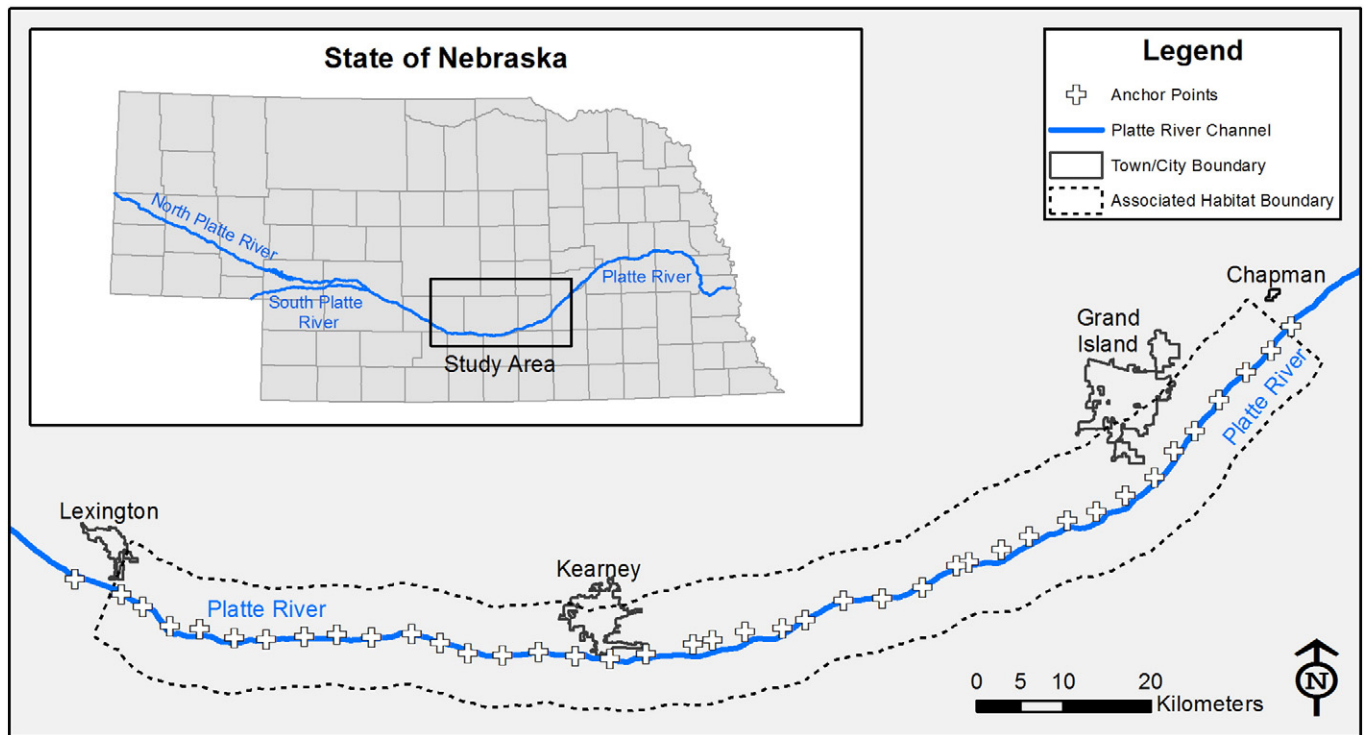 State of Nebraska
North Platte River
South Platte
River
Platte River
Study Area
Legend
Anchor Points
Platte River Channel
Town/City Boundary
Associated Habitat Boundary
Chapman
Grand
Island
Platte River
Lexington
Platte River
Kearney
0 5 10 20
Kilometers
N